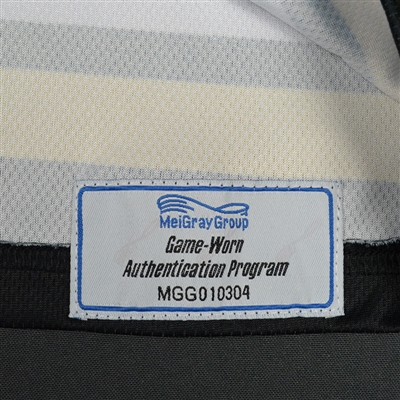 MeiGrayGroup
Game-Worn
Authentication Program
MGG010304